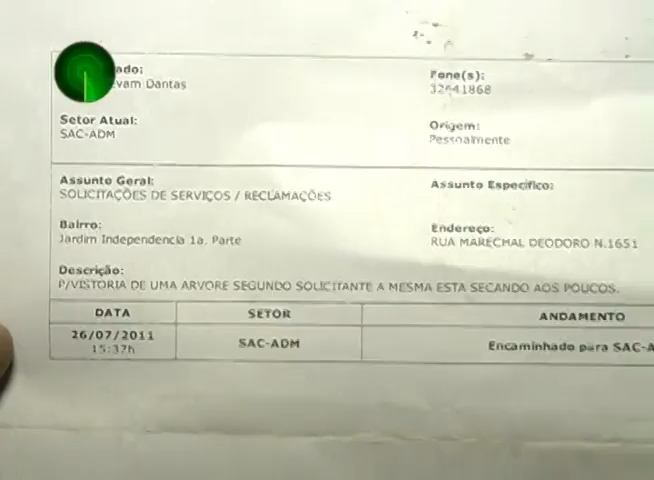 ado: Fone(s):
vam Dantas 32641868
Setor Atual: Origem:
SAC-ADM Pessoalmente
Assunto Geral: Assunto Específico:
SOLICITAÇÕES DE SERVIÇOS / RECLAMAÇÕES
Bairro: Endereço:
Jardim Independencia 1a. Parte RUA MARECHAL DEODORO N.1651
Descrição:
P/VISTORIA DE UMA ARVORE SEGUNDO SOLICITANTE A MESMA ESTA SECANDO AOS POUCOS.
DATA SETOR ANDAMENTO
26/07/2011 SAC-ADM Encaminhado para SAC-A
15:37h